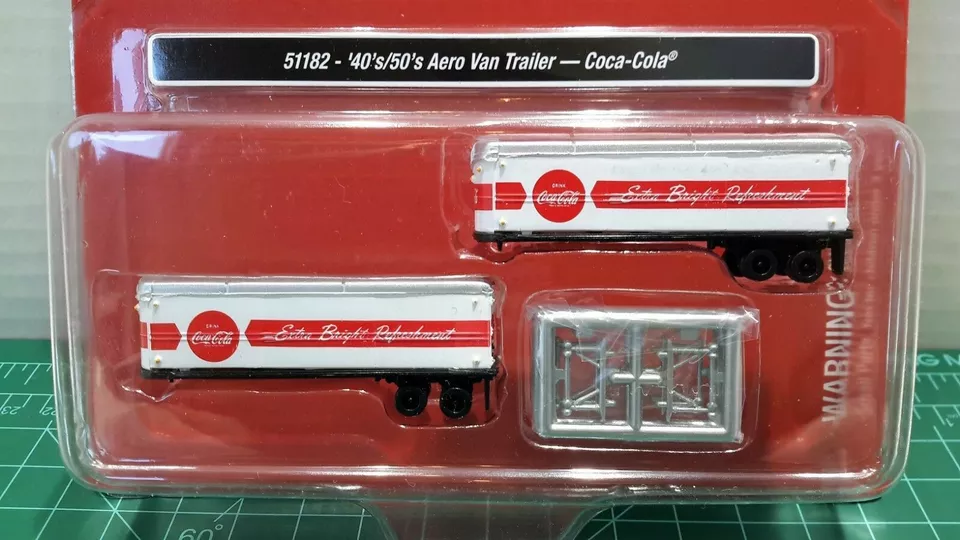 51182 - '40's/50's Aero Van Trailer — Coca-Cola®
DRINK
Coca-Cola
Extra Bright Refreshment
DRINK
Coca-Cola
Extra Bright Refreshment
WARNING
GN
60°